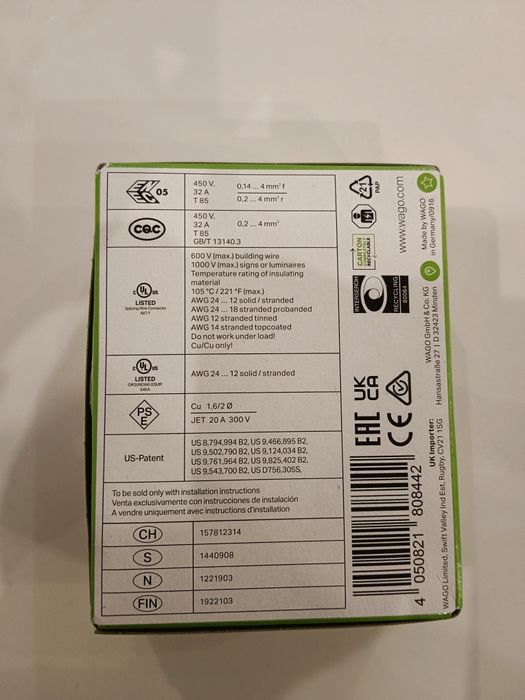 05
450 V,
32 A
T 85
0,14 ... 4 mm² f
0,2 ... 4 mm² r
CQC
450 V,
32 A
T 85
GB/T 13140.3
0,2 ... 4 mm²
c UL us
LISTED
Splicing Wire Connector
600 V (max.) building wire
1000 V (max.) signs or luminaires
Temperature rating of insulating
material
105 °C / 221 °F (max.)
AWG 24 ... 12 solid / stranded
AWG 24 ... 18 stranded probanded
AWG 12 stranded tinned
AWG 14 stranded topcoated
Do not work under load!
Cu/Cu only!
c UL us
LISTED
GROUNDING EQUIP
AWG 24 ... 12 solid / stranded
PS
E
Cu 1,6/2 Ø
JET 20 A 300 V
US-Patent
US 8,794,994 B2, US 9,466,895 B2,
US 9,502,790 B2, US 9,124,034 B2,
US 9,761,964 B2, US 9,825,402 B2,
US 9,543,700 B2, US D756,305S,
To be sold only with installation instructions
Venta exclusivamente con instrucciones de instalación
A vendre uniquement avec instructions d'installation
CH 157812314
S 1440908
N 1221903
FIN 1922103
21
PAP
CARTON
RECYCLABLE
INTERSEROH
RECYCLING
80064
UK
CA
EAC
CE
4 050821 808442
www.wago.com
Made by WAGO
in Germany/0916
WAGO GmbH & Co. KG
Hansastraße 27 | D 32423 Minden
UK Importer:
WAGO Limited, Swift Valley Ind Est, Rugby, CV21 1SG